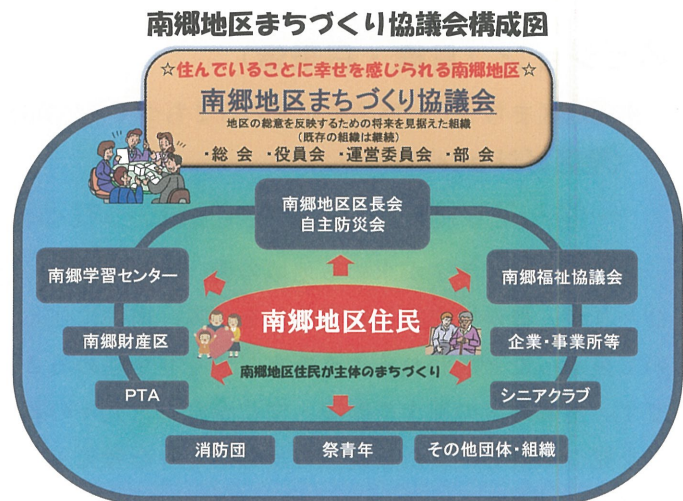 南郷地区まちづくり協議会構成図
☆住んでいることに幸せを感じられる南郷地区☆
南郷地区まちづくり協議会
地区の総意を反映するための将来を見据えた組織
(既存の組織は継続)
・総 会 ・役員会 ・運営委員会 ・部 会
南郷地区区長会
自主防災会
南郷学習センター
南郷福祉協議会
南郷地区住民
南郷財産区
企業・事業所等
南郷地区住民が主体のまちづくり
PTA
シニアクラブ
消防団
祭青年
その他団体・組織